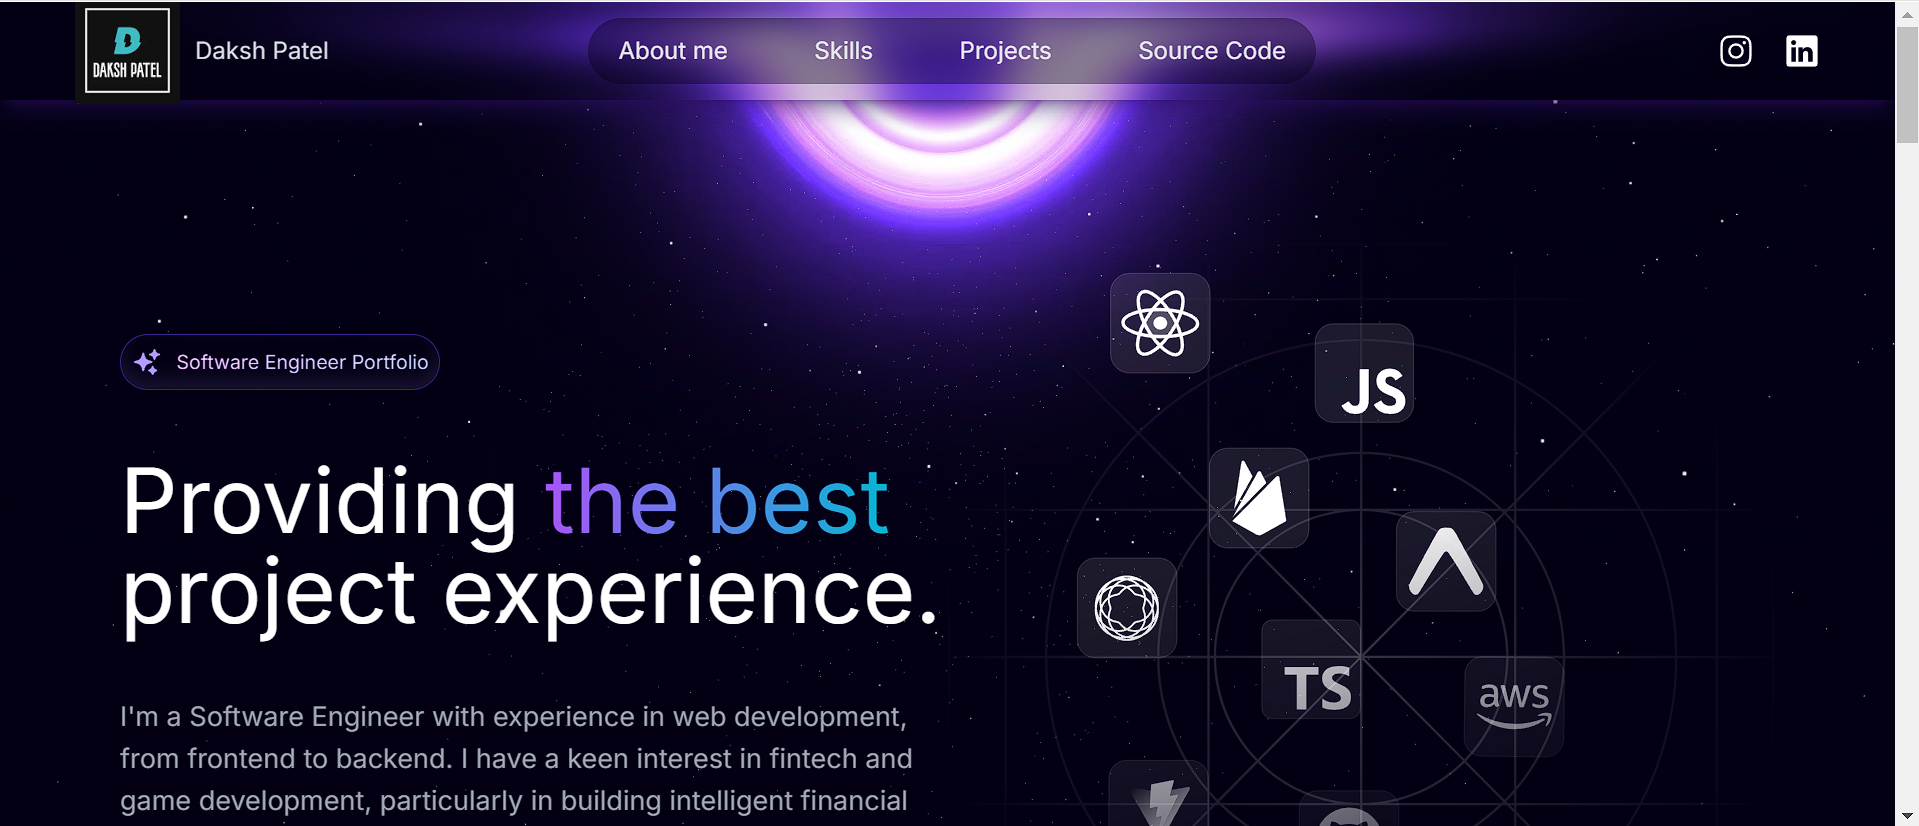 DAKSH PATEL
Daksh Patel
About me
Skills
Projects
Source Code
Software Engineer Portfolio
Providing the best
project experience.
I'm a Software Engineer with experience in web development,
from frontend to backend. I have a keen interest in fintech and
game development, particularly in building intelligent financial
JS
TS
aws